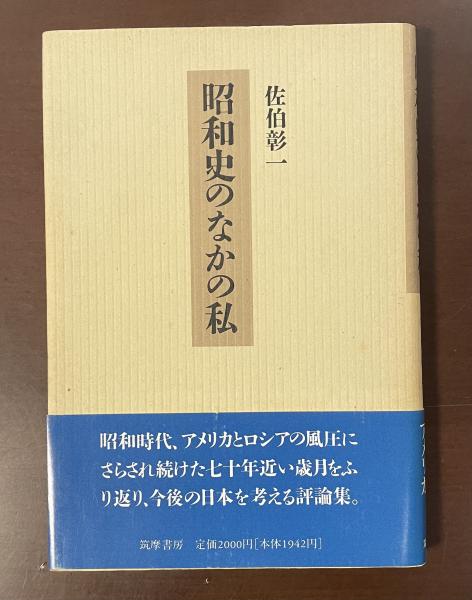 佐伯彰一
昭和史のなかの私
昭和時代、アメリカとロシアの風圧に
さらされ続けた七十年近い歳月をふ
り返り、今後の日本を考える評論集。
筑摩書房 定価2000円[本体1942円]